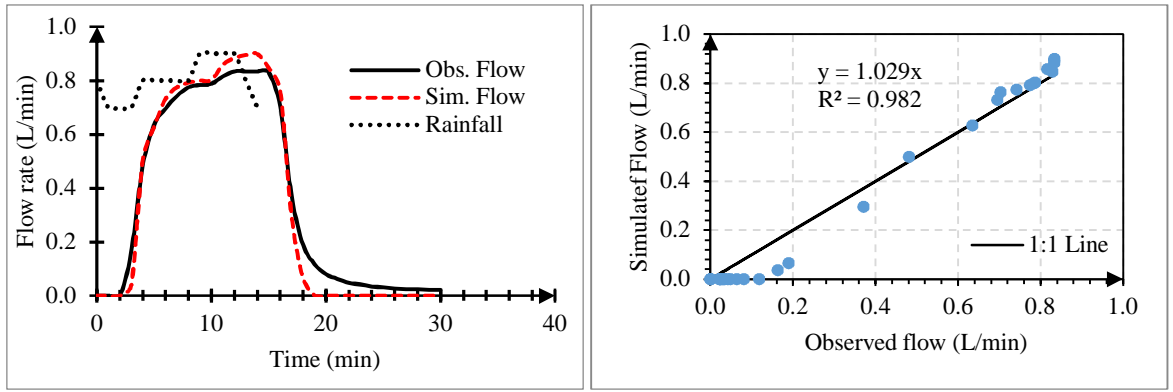 1.0
0.8
0.6
0.4
0.2
0.0
Flow rate (L/min)
0
10
20
30
40
Time (min)
Obs. Flow
Sim. Flow
Rainfall
1.0
0.8
0.6
0.4
0.2
0.0
Simulatef Flow (L/min)
y = 1.029x
R² = 0.982
1:1 Line
0.0
0.2
0.4
0.6
0.8
1.0
Observed flow (L/min)